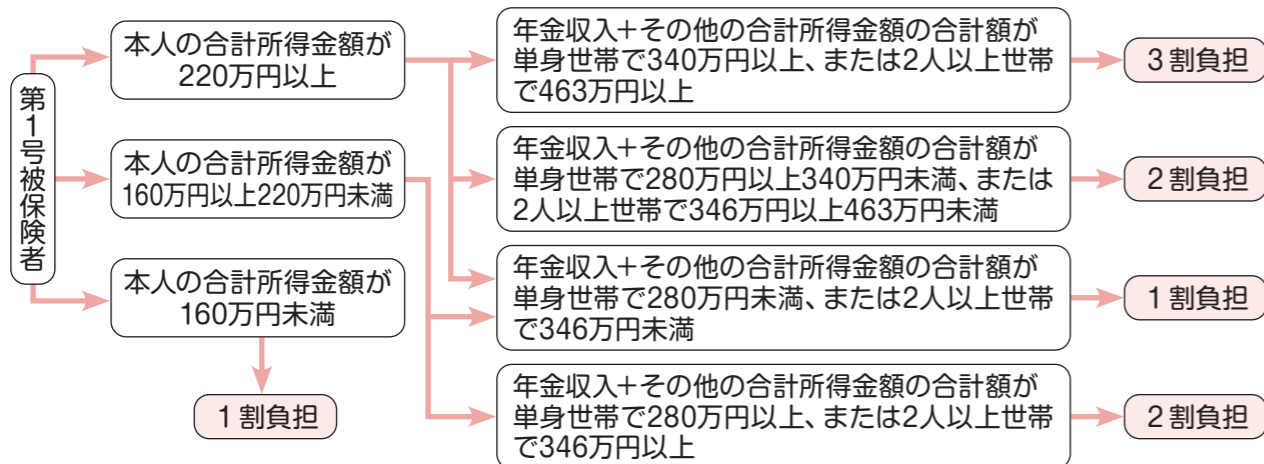 第1号被保険者
本人の合計所得金額が
220万円以上
年金収入＋その他の合計所得金額の合計額が
単身世帯で340万円以上、または2人以上世帯
で463万円以上
3割負担
本人の合計所得金額が
160万円以上220万円未満
年金収入＋その他の合計所得金額の合計額が
単身世帯で280万円以上340万円未満、または
2人以上世帯で346万円以上463万円未満
2割負担
本人の合計所得金額が
160万円未満
1割負担
年金収入＋その他の合計所得金額の合計額が
単身世帯で280万円未満、または2人以上世帯
で346万円未満
1割負担
年金収入＋その他の合計所得金額の合計額が
単身世帯で280万円以上、または2人以上世帯
で346万円以上
2割負担